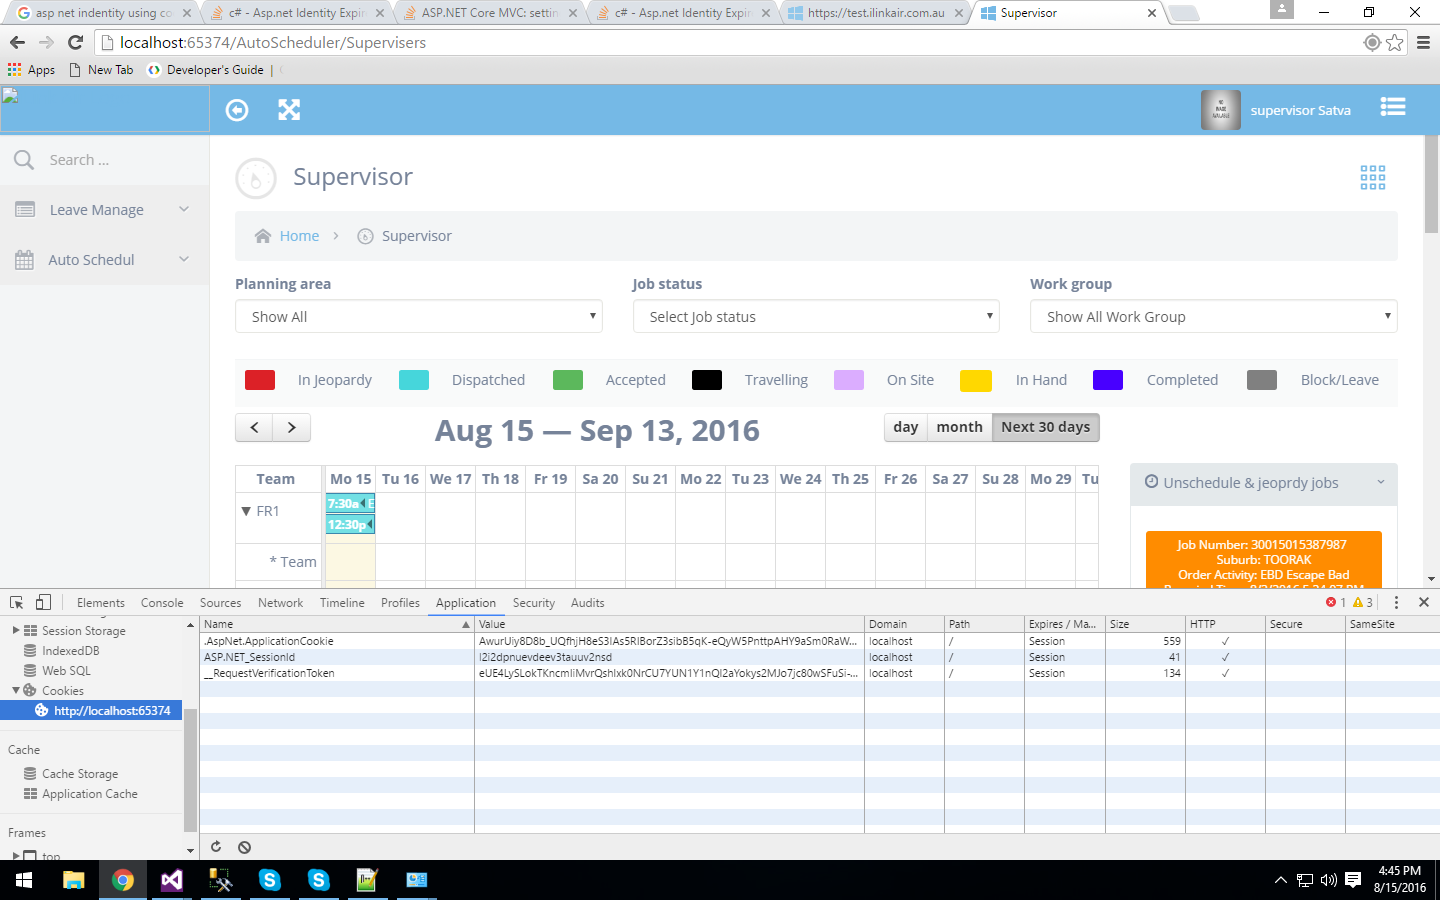 asp net indentity using co
c# - Asp.net Identity Expir
ASP.NET Core MVC: settin
c# - Asp.net Identity Expir
https://test.ilinkair.com.au
Supervisor
localhost:65374/AutoScheduler/Supervisers
Apps
New Tab
Developer's Guide
supervisor Satva
Search ...
Leave Manage
Auto Schedul
Supervisor
Home
Supervisor
Planning area
Job status
Work group
Show All
Select Job status
Show All Work Group
In Jeopardy
Dispatched
Accepted
Travelling
On Site
In Hand
Completed
Block/Leave
Aug 15 — Sep 13, 2016
day
month
Next 30 days
Team
Mo 15
Tu 16
We 17
Th 18
Fr 19
Sa 20
Su 21
Mo 22
Tu 23
We 24
Th 25
Fr 26
Sa 27
Su 28
Mo 29
Tu
FR1
7:30a
E
12:30p
* Team
Unschedule & jeoprdy jobs
Job Number: 30015015387987
Suburb: TOORAK
Order Activity: EBD Escape Bad
Elements
Console
Sources
Network
Timeline
Profiles
Application
Security
Audits
1
3
Session Storage
IndexedDB
Web SQL
Cookies
http://localhost:65374
Cache
Cache Storage
Application Cache
Frames
top
Name
Value
Domain
Path
Expires / Ma...
Size
HTTP
Secure
SameSite
.AspNet.ApplicationCookie
localhost
/
Session
559
✓
ASP.NET_SessionId
l2i2dpnuevdeev3tauuv2nsd
localhost
/
Session
41
✓
__RequestVerificationToken
localhost
/
Session
134
✓
4:45 PM
8/15/2016